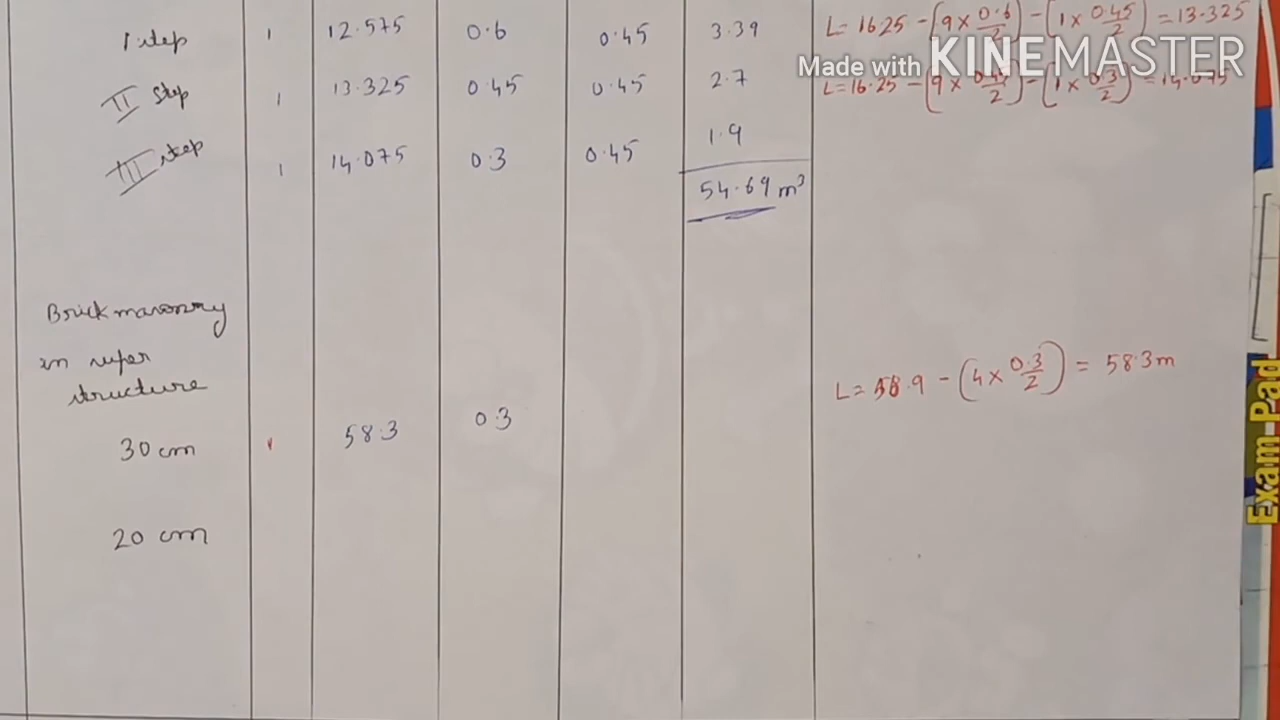 1 step 1 12.575 0.6 0.45 3.39 L = 16.25 - (9 x 0.6/2) - (1 x 0.45/2) = 13.325
Made with KINEMASTER
II step 1 13.325 0.45 0.45 2.7 L = 16.25 - (9 x 0.45/2) - (1 x 0.3/2) = 14.075
III step 1 14.075 0.3 0.45 1.9
54.69 m³
Brick masonry
in super
structure
L = 58.9 - (4 x 0.3/2) = 58.3 m
30 cm 1 58.3 0.3
20 cm
Exam Pad